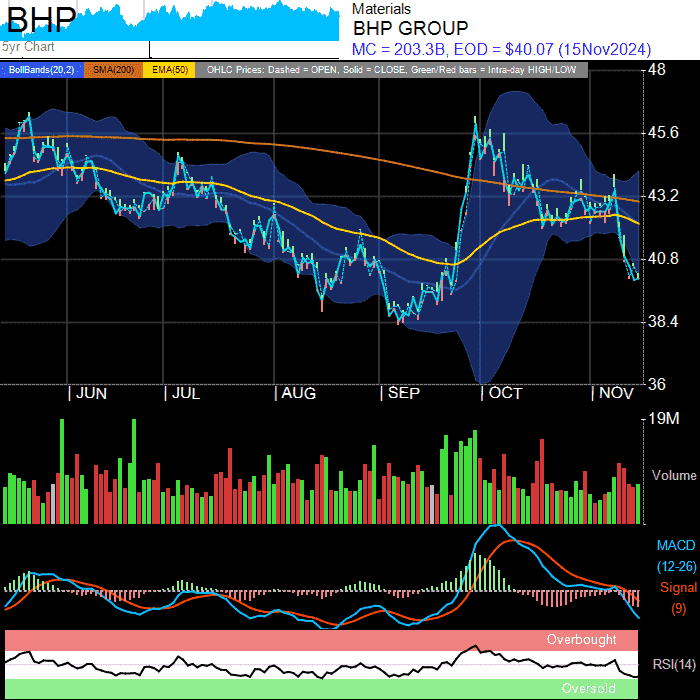 BHP
5yr Chart
Materials
BHP GROUP
MC = 203.3B, EOD = $40.07 (15Nov2024)
BollBands(20,2) SMA(200) EMA(50) OHLC Prices: Dashed = OPEN, Solid = CLOSE, Green/Red bars = Intra-day HIGH/LOW
48
45.6
43.2
40.8
38.4
36
| JUN | JUL | AUG | SEP | OCT | NOV
19M
Volume
MACD
(12-26)
Signal
(9)
Overbought
RSI(14)
Oversold